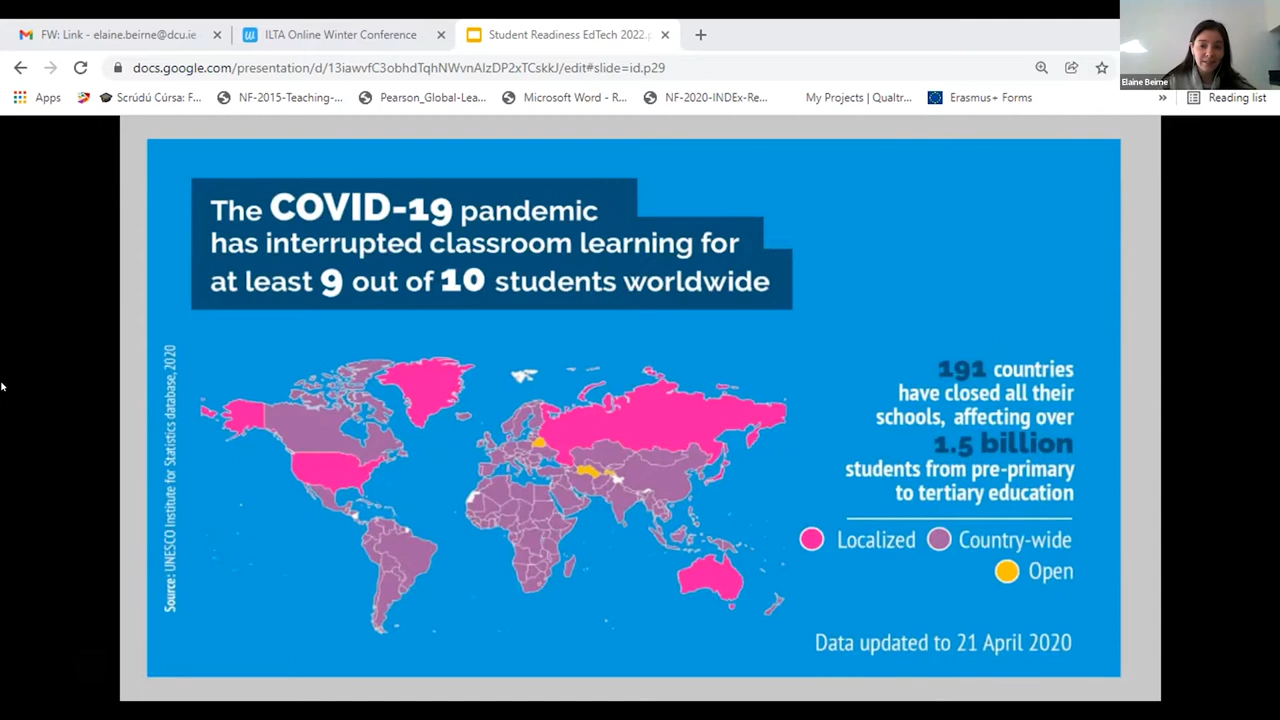 FW: Link - elaine.beirne@dcu.ie
ILTA Online Winter Conference
Student Readiness EdTech 2022.p
docs.google.com/presentation/d/13iawvfC3obhdTqhNWvnAIzDP2xTCskkJ/edit#slide=id.p29
Elaine Beirne
Apps
Scrúdú Cúrsa: F...
NF-2015-Teaching-...
Pearson_Global-Lea...
Microsoft Word - R...
NF-2020-INDEx-Re...
My Projects | Qualtr...
Erasmus+ Forms
»
Reading list
The COVID-19 pandemic
has interrupted classroom learning for
at least 9 out of 10 students worldwide
Source: UNESCO Institute for Statistics database, 2020
191 countries
have closed all their
schools, affecting over
1.5 billion
students from pre-primary
to tertiary education
Localized
Country-wide
Open
Data updated to 21 April 2020